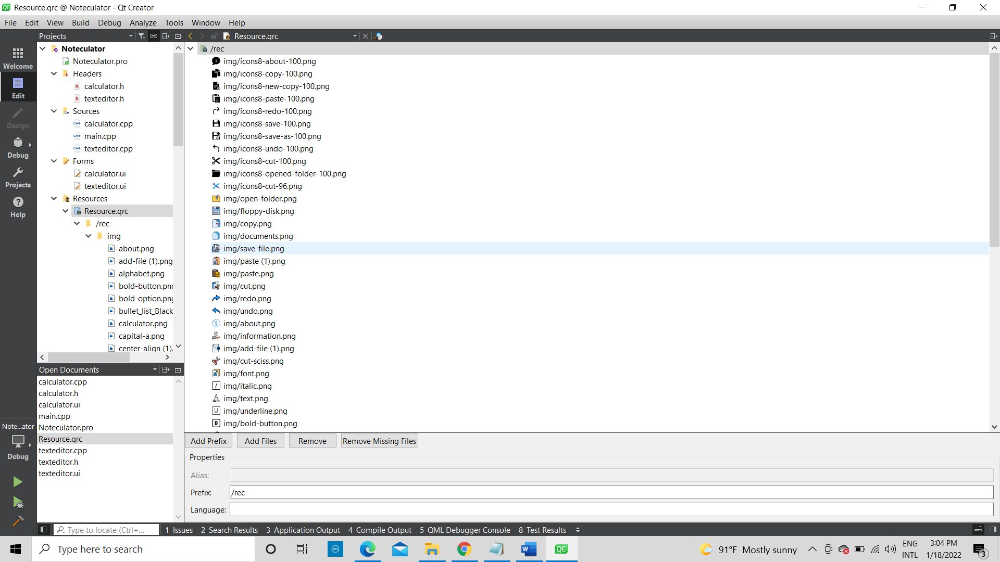 Resource.qrc @ Noteculator - Qt Creator
File Edit View Build Debug Analyze Tools Window Help
Projects
Resource.qrc
Welcome
Edit
Design
Debug
Projects
Help
Noteculator
Noteculator.pro
Headers
calculator.h
texteditor.h
Sources
calculator.cpp
main.cpp
texteditor.cpp
Forms
calculator.ui
texteditor.ui
Resources
Resource.qrc
/rec
img
about.png
add-file (1).png
alphabet.png
bold-button.png
bold-option.png
bullet_list_Black
calculator.png
capital-a.png
center-align (1).
/rec
img/icons8-about-100.png
img/icons8-copy-100.png
img/icons8-new-copy-100.png
img/icons8-paste-100.png
img/icons8-redo-100.png
img/icons8-save-100.png
img/icons8-save-as-100.png
img/icons8-undo-100.png
img/icons8-cut-100.png
img/icons8-opened-folder-100.png
img/icons8-cut-96.png
img/open-folder.png
img/floppy-disk.png
img/copy.png
img/documents.png
img/save-file.png
img/paste (1).png
img/paste.png
img/cut.png
img/redo.png
img/undo.png
img/about.png
img/information.png
img/add-file (1).png
img/cut-sciss.png
img/font.png
img/italic.png
img/text.png
img/underline.png
img/bold-button.png
Open Documents
calculator.cpp
calculator.h
calculator.ui
main.cpp
Noteculator.pro
Resource.qrc
texteditor.cpp
texteditor.h
texteditor.ui
Note...ator
Debug
Add Prefix Add Files Remove Remove Missing Files
Properties
Alias:
Prefix: /rec
Language:
Type to locate (Ctrl+...
1 Issues 2 Search Results 3 Application Output 4 Compile Output 5 QML Debugger Console 8 Test Results
Type here to search
DELL
QC
91°F Mostly sunny
ENG
INTL
3:04 PM
1/18/2022
3